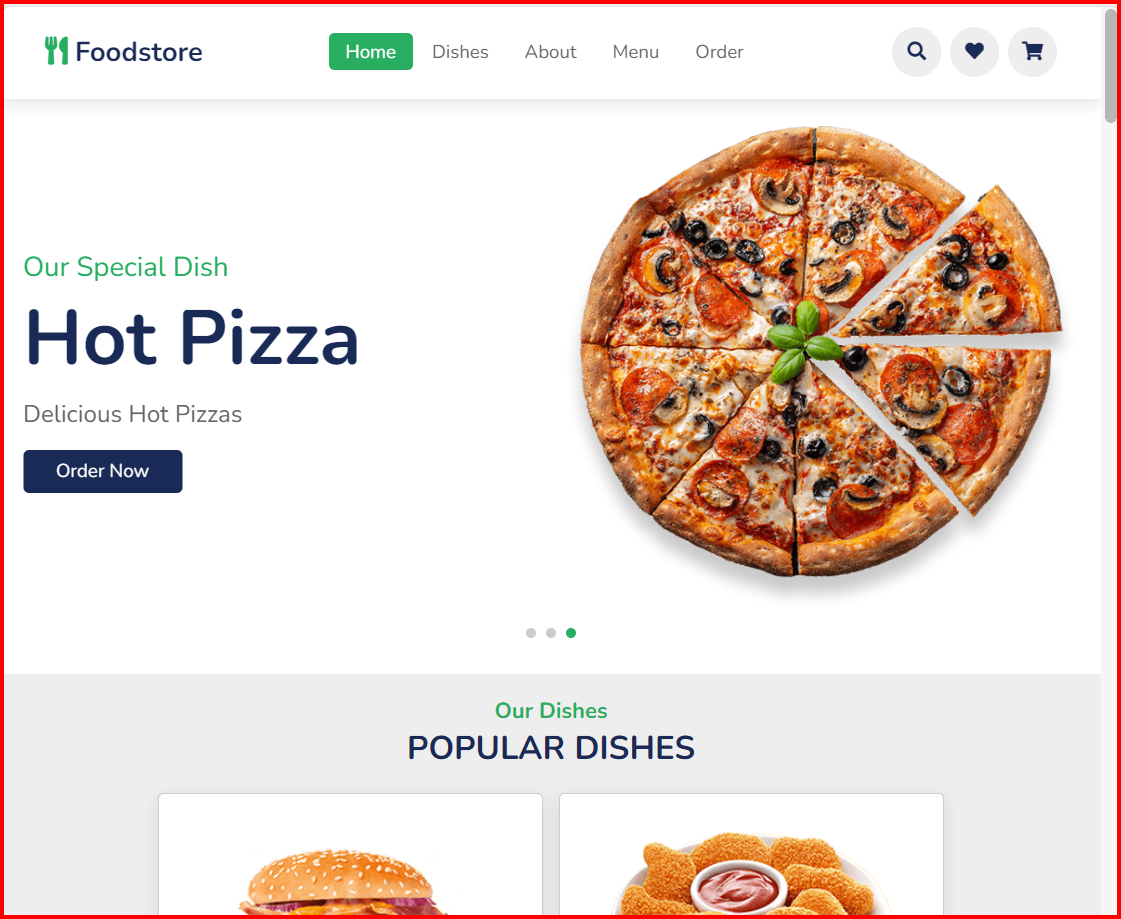 Foodstore
Home Dishes About Menu Order
Our Special Dish
Hot Pizza
Delicious Hot Pizzas
Order Now
Our Dishes
POPULAR DISHES